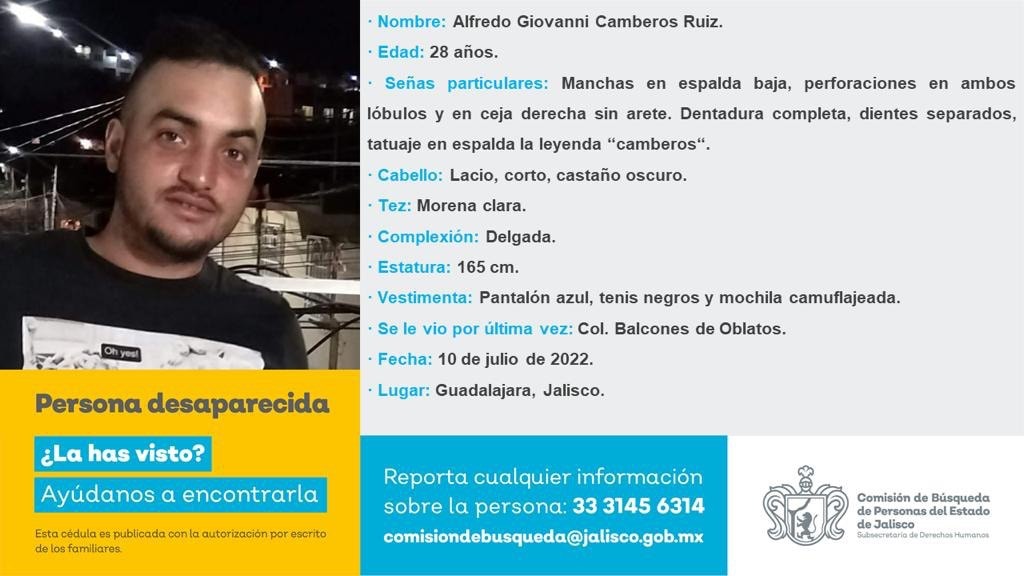 · Nombre: Alfredo Giovanni Camberos Ruiz.
· Edad: 28 años.
· Señas particulares: Manchas en espalda baja, perforaciones en ambos
lóbulos y en ceja derecha sin arete. Dentadura completa, dientes separados,
tatuaje en espalda la leyenda “camberos“.
· Cabello: Lacio, corto, castaño oscuro.
· Tez: Morena clara.
· Complexión: Delgada.
· Estatura: 165 cm.
· Vestimenta: Pantalón azul, tenis negros y mochila camuflajeada.
· Se le vio por última vez: Col. Balcones de Oblatos.
· Fecha: 10 de julio de 2022.
· Lugar: Guadalajara, Jalisco.
Oh yes!
Persona desaparecida
¿La has visto?
Ayúdanos a encontrarla
Esta cédula es publicada con la autorización por escrito
de los familiares.
Reporta cualquier información
sobre la persona: 33 3145 6314
comisiondebusqueda@jalisco.gob.mx
Comisión de Búsqueda
de Personas del Estado
de Jalisco
Subsecretaría de Derechos Humanos